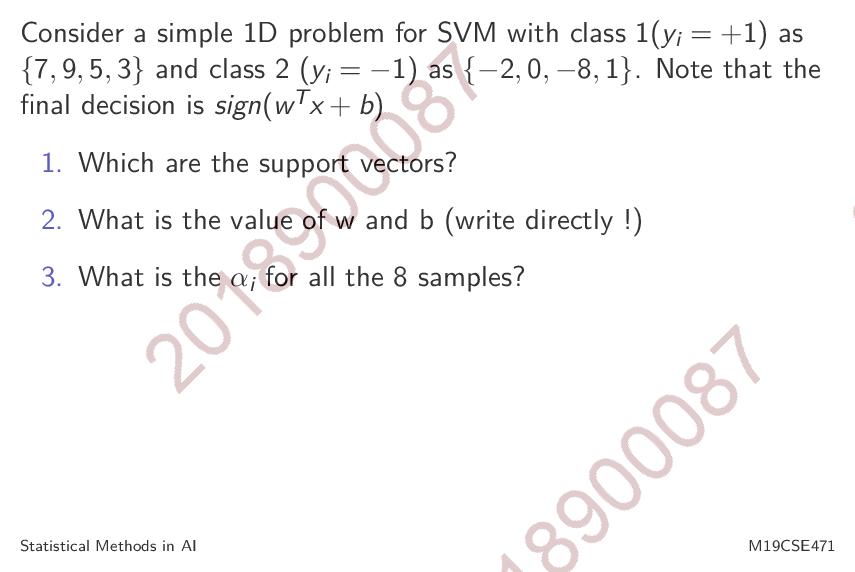 Consider a simple 1D problem for SVM with class 1(y_i = +1) as
{7, 9, 5, 3} and class 2 (y_i = −1) as {−2, 0, −8, 1}. Note that the
final decision is sign(w^T x + b)
1. Which are the support vectors?
2. What is the value of w and b (write directly !)
3. What is the α_i for all the 8 samples?
2018900087
18900087
Statistical Methods in AI
M19CSE471